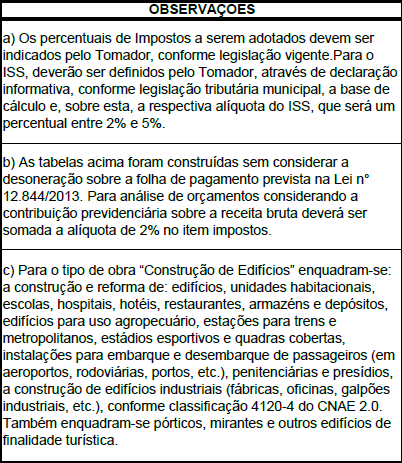 OBSERVAÇÕES
a) Os percentuais de Impostos a serem adotados devem ser
indicados pelo Tomador, conforme legislação vigente.Para o
ISS, deverão ser definidos pelo Tomador, através de declaração
informativa, conforme legislação tributária municipal, a base de
cálculo e, sobre esta, a respectiva alíquota do ISS, que será um
percentual entre 2% e 5%.
b) As tabelas acima foram construídas sem considerar a
desoneração sobre a folha de pagamento prevista na Lei n°
12.844/2013. Para análise de orçamentos considerando a
contribuição previdenciária sobre a receita bruta deverá ser
somada a alíquota de 2% no item impostos.
c) Para o tipo de obra “Construção de Edifícios” enquadram-se:
a construção e reforma de: edifícios, unidades habitacionais,
escolas, hospitais, hotéis, restaurantes, armazéns e depósitos,
edifícios para uso agropecuário, estações para trens e
metropolitanos, estádios esportivos e quadras cobertas,
instalações para embarque e desembarque de passageiros (em
aeroportos, rodoviárias, portos, etc.), penitenciárias e presídios,
a construção de edifícios industriais (fábricas, oficinas, galpões
industriais, etc.), conforme classificação 4120-4 do CNAE 2.0.
Também enquadram-se pórticos, mirantes e outros edifícios de
finalidade turística.